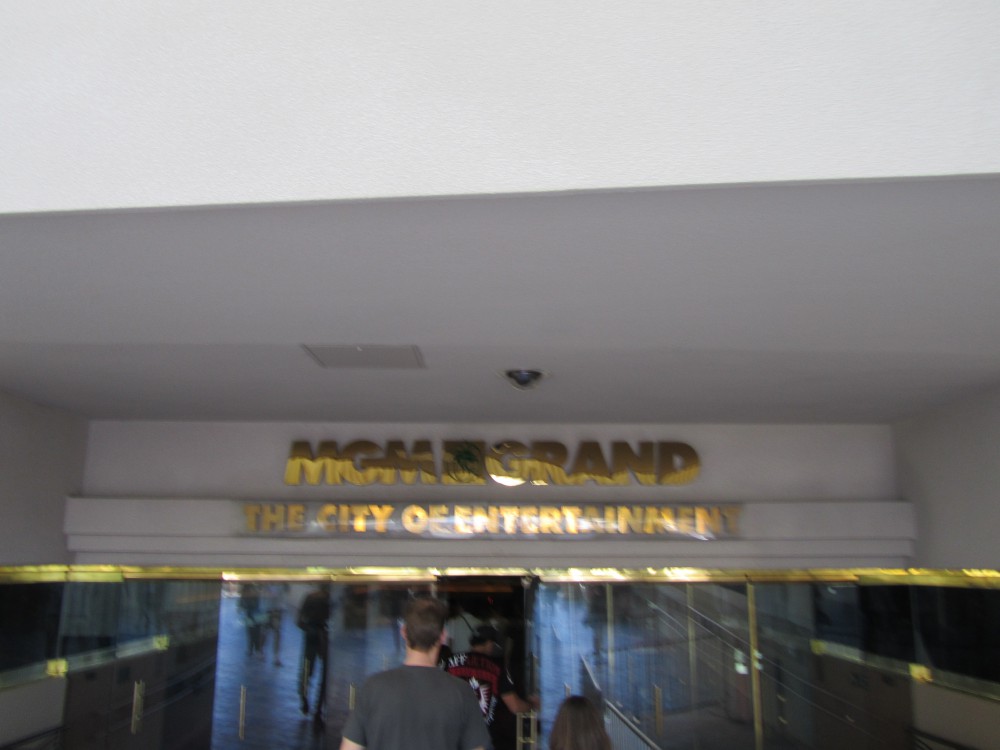 MGM GRAND
THE CITY OF ENTERTAINMENT